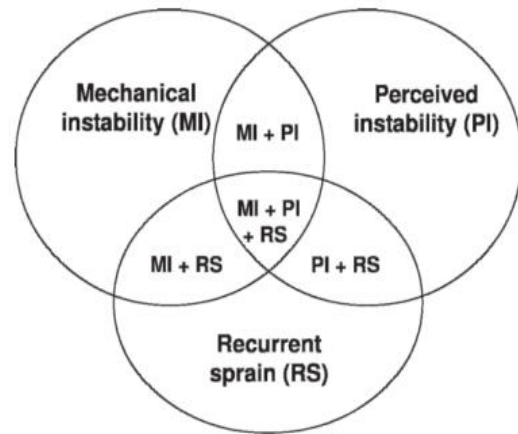 Mechanical
instability (MI)
Perceived
instability (PI)
MI + PI
MI + PI
+ RS
MI + RS
PI + RS
Recurrent
sprain (RS)